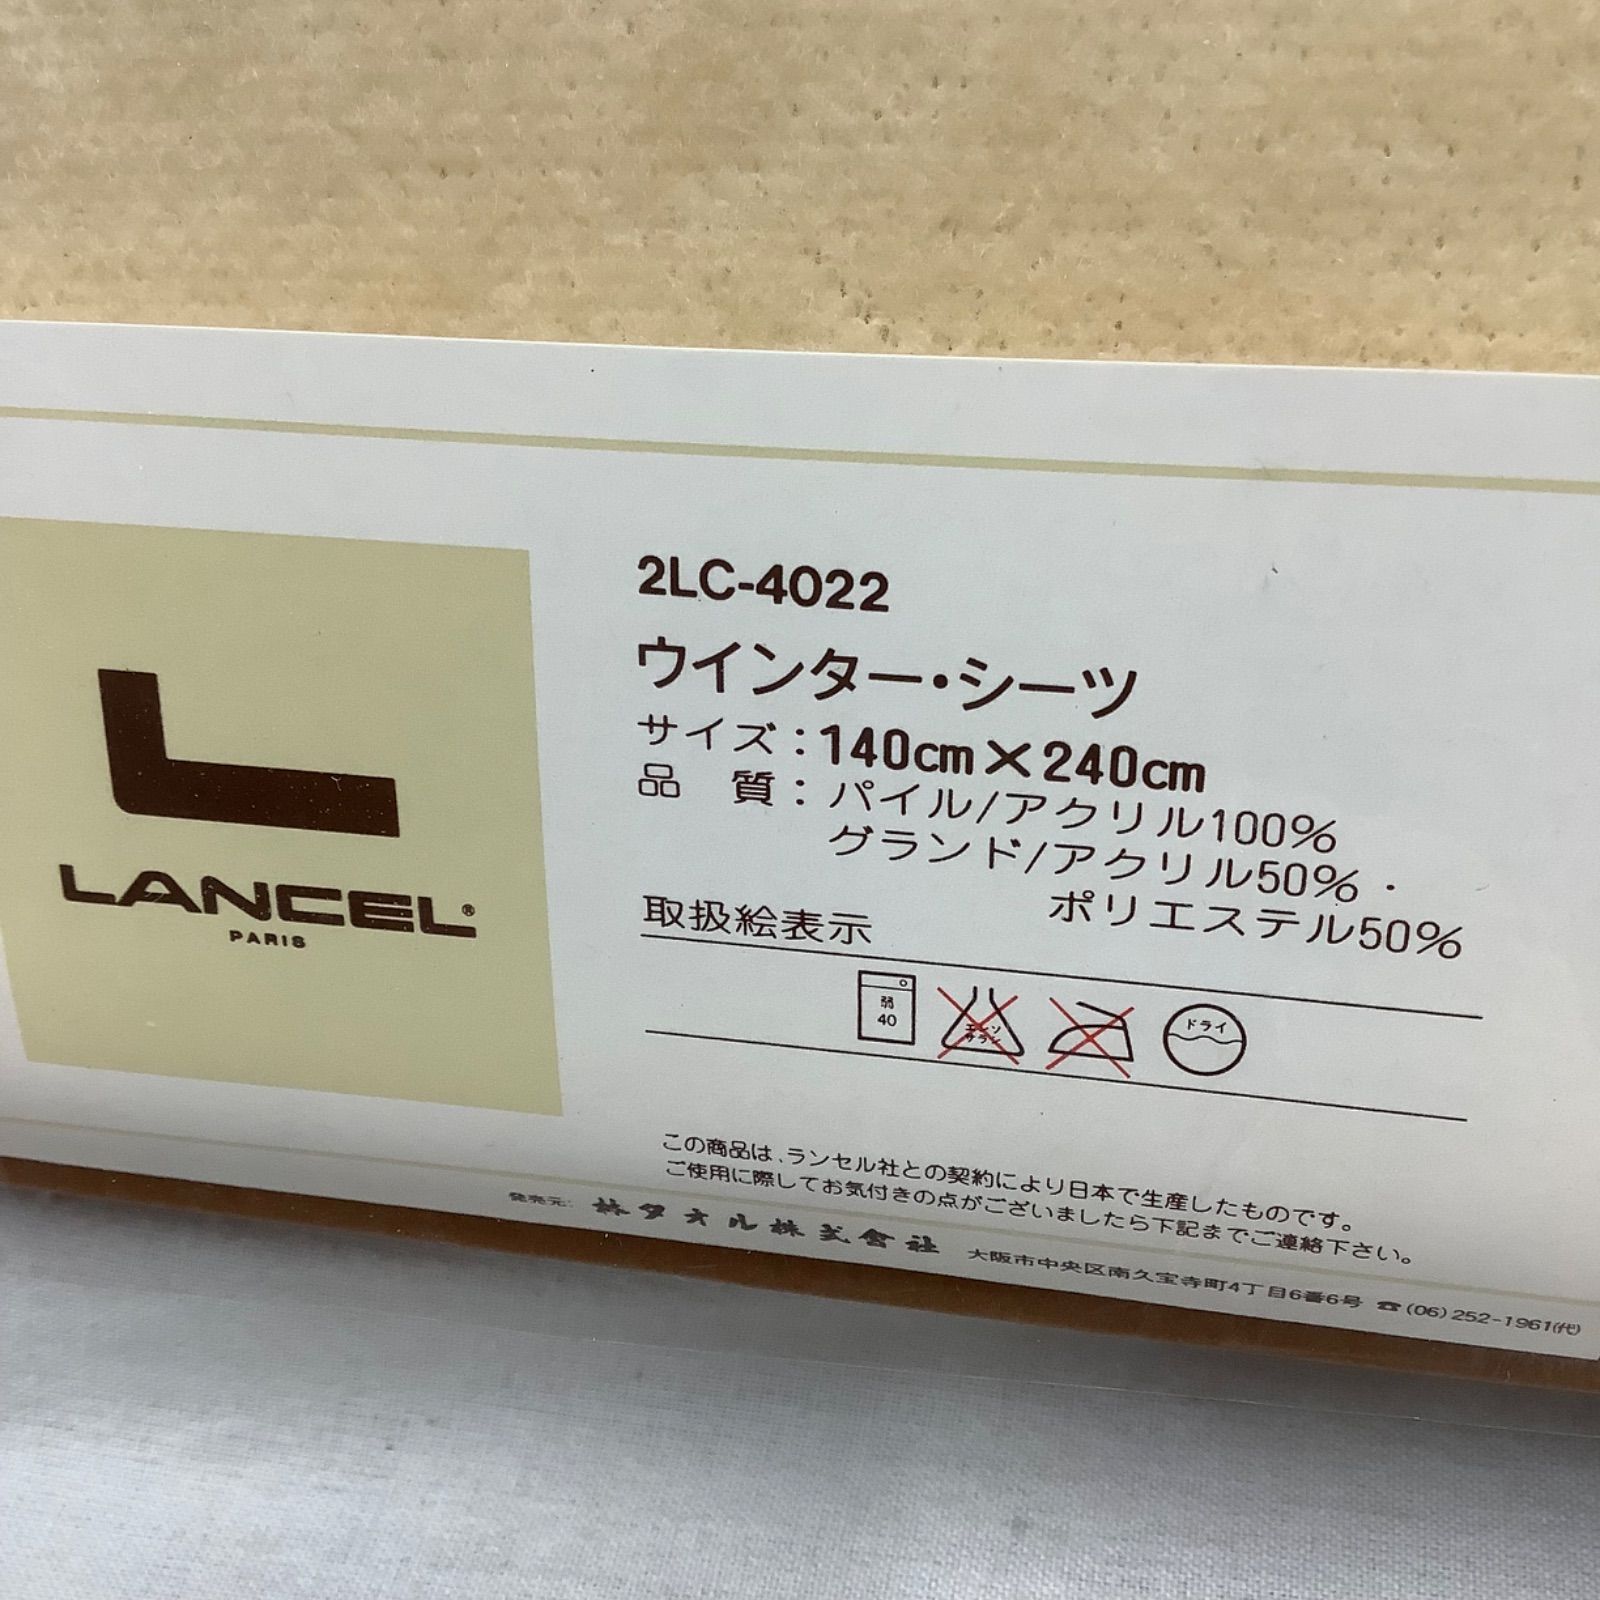 LANCEL®
PARIS
2LC-4022
ウインター・シーツ
サイズ:140cm×240cm
品 質:パイル/アクリル100%
グランド/アクリル50%・
ポリエステル50%
取扱絵表示
弱
40
エンソ
サラシ
ドライ
この商品は、ランセル社との契約により日本で生産したものです。
ご使用に際してお気付きの点がございましたら下記までご連絡下さい。
発売元: 林タオル株式會社 大阪市中央区南久宝寺町4丁目6番6号 ☎(06)252-1961(代)